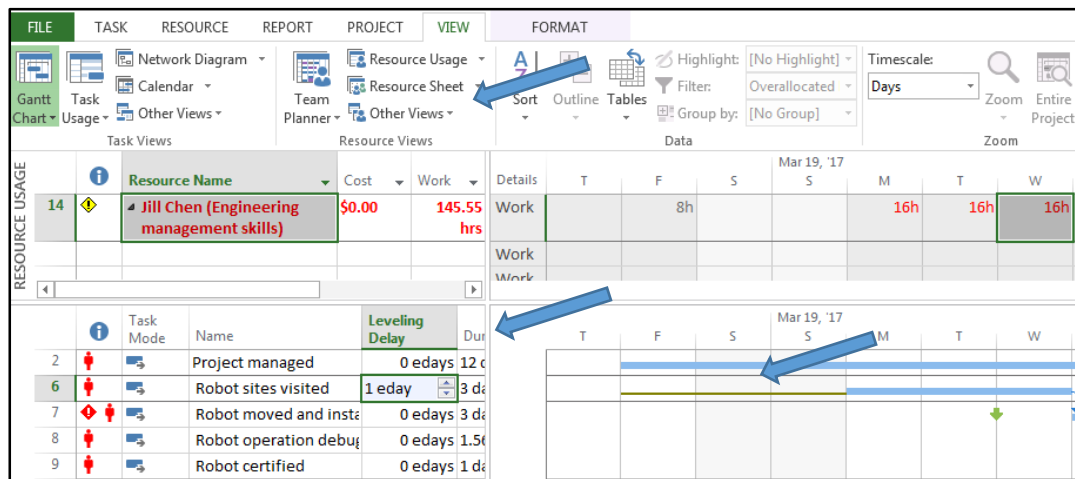 FILE TASK RESOURCE REPORT PROJECT VIEW FORMAT
Gantt Chart
Task Usage
Network Diagram
Calendar
Other Views
Task Views
Team Planner
Resource Usage
Resource Sheet
Other Views
Resource Views
A
Z
Sort
Outline
Tables
Highlight: [No Highlight]
Filter: Overallocated
Group by: [No Group]
Data
Timescale:
Days
Zoom
Entire Project
Zoom
RESOURCE USAGE
Resource Name Cost Work Details Mar 19, '17
T F S S M T W
14 Jill Chen (Engineering $0.00 145.55 Work 8h 16h 16h 16h
management skills) hrs
Work
Work
Task Mode Name Leveling Delay Dur Mar 19, '17
T F S S M T W
2 Project managed 0 edays 12 d
6 Robot sites visited 1 eday 3 da
7 Robot moved and insta 0 edays 3 da
8 Robot operation debug 0 edays 1.56
9 Robot certified 0 edays 1 da